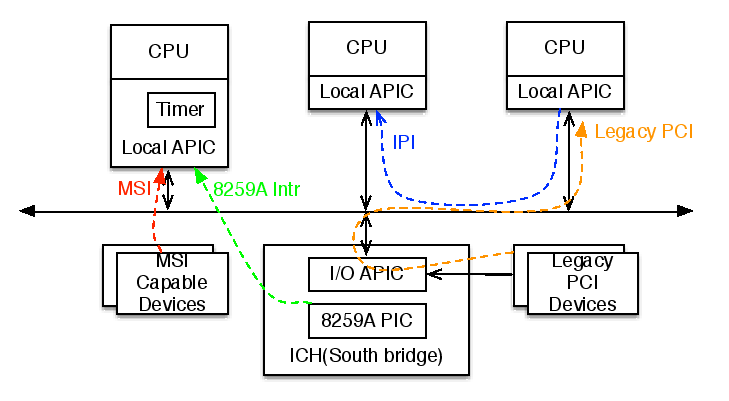 CPU
Timer
Local APIC
CPU
Local APIC
CPU
Local APIC
MSI
8259A Intr
IPI
Legacy PCI
MSI
Capable
Devices
I/O APIC
8259A PIC
ICH(South bridge)
Legacy
PCI
Devices